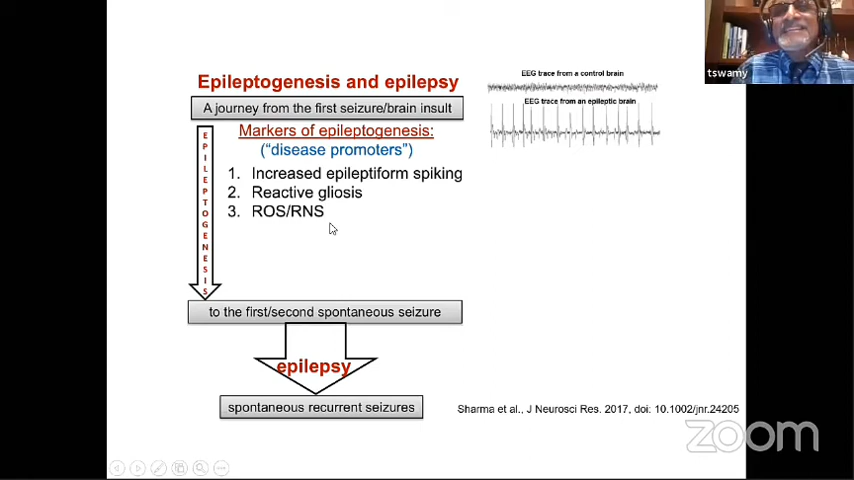 Epileptogenesis and epilepsy
A journey from the first seizure/brain insult
EPILEPTOGENESIS
Markers of epileptogenesis:
("disease promoters")
1. Increased epileptiform spiking
2. Reactive gliosis
3. ROS/RNS
to the first/second spontaneous seizure
epilepsy
spontaneous recurrent seizures
EEG trace from a control brain
EEG trace from an epileptic brain
Sharma et al., J Neurosci Res. 2017, doi: 10.1002/jnr.24205
tswamy
zoom